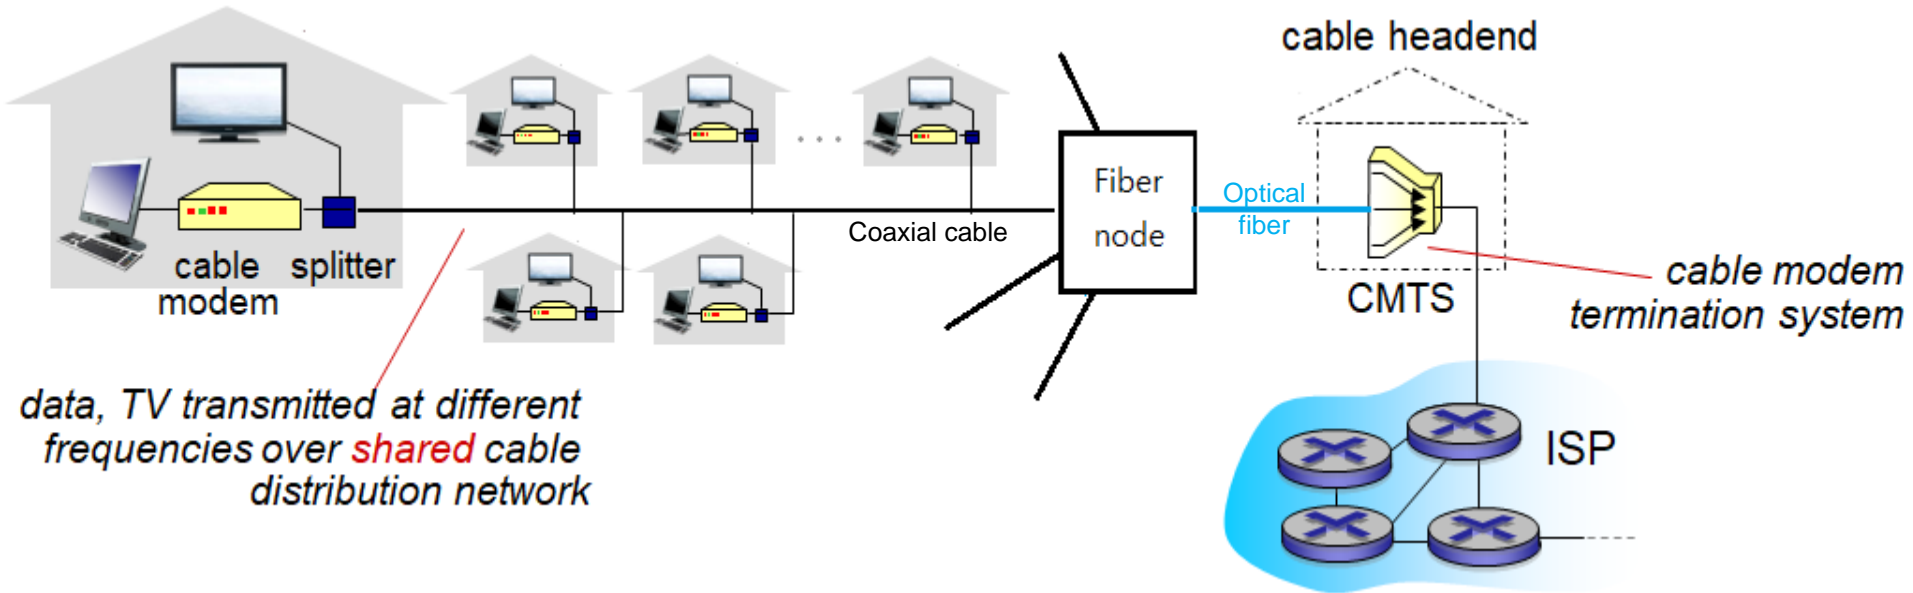 cable headend
Fiber
node
Optical
fiber
Coaxial cable
cable
modem
splitter
CMTS
cable modem
termination system
data, TV transmitted at different
frequencies over shared cable
distribution network
ISP